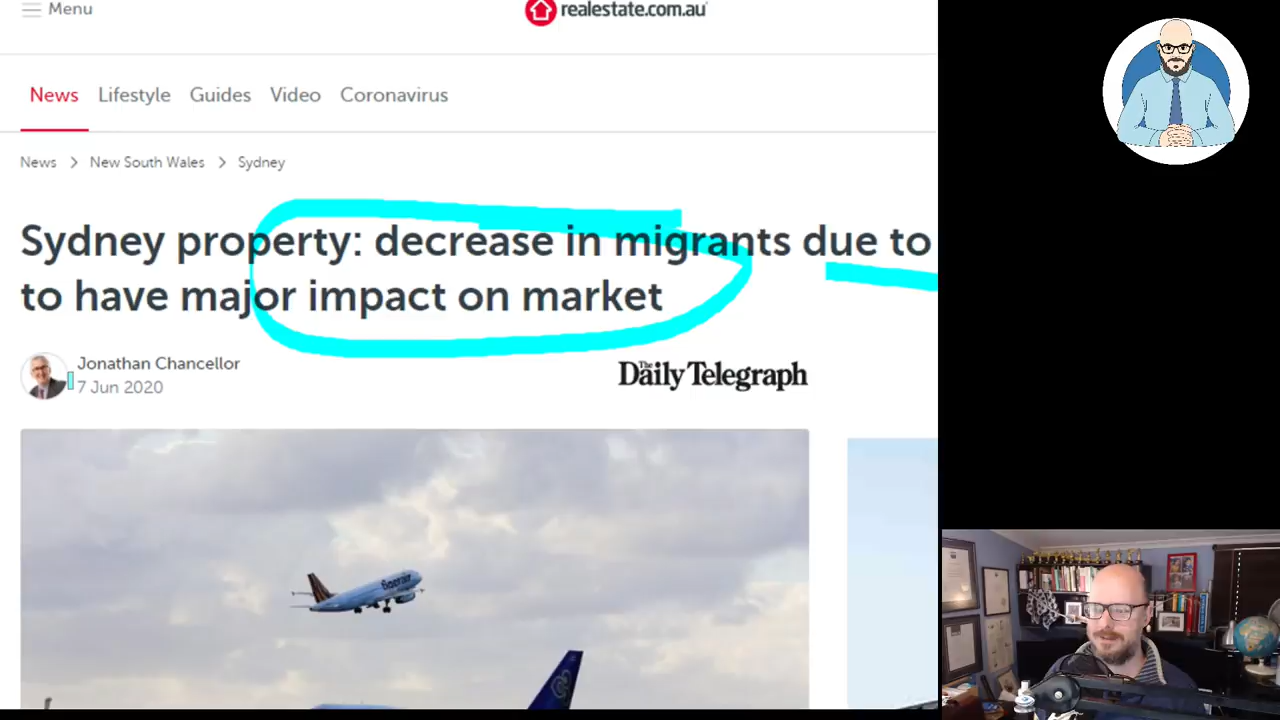 Menu
realestate.com.au
News Lifestyle Guides Video Coronavirus
News > New South Wales > Sydney
Sydney property: decrease in migrants due to
to have major impact on market
Jonathan Chancellor
7 Jun 2020
The Daily Telegraph
tigerair